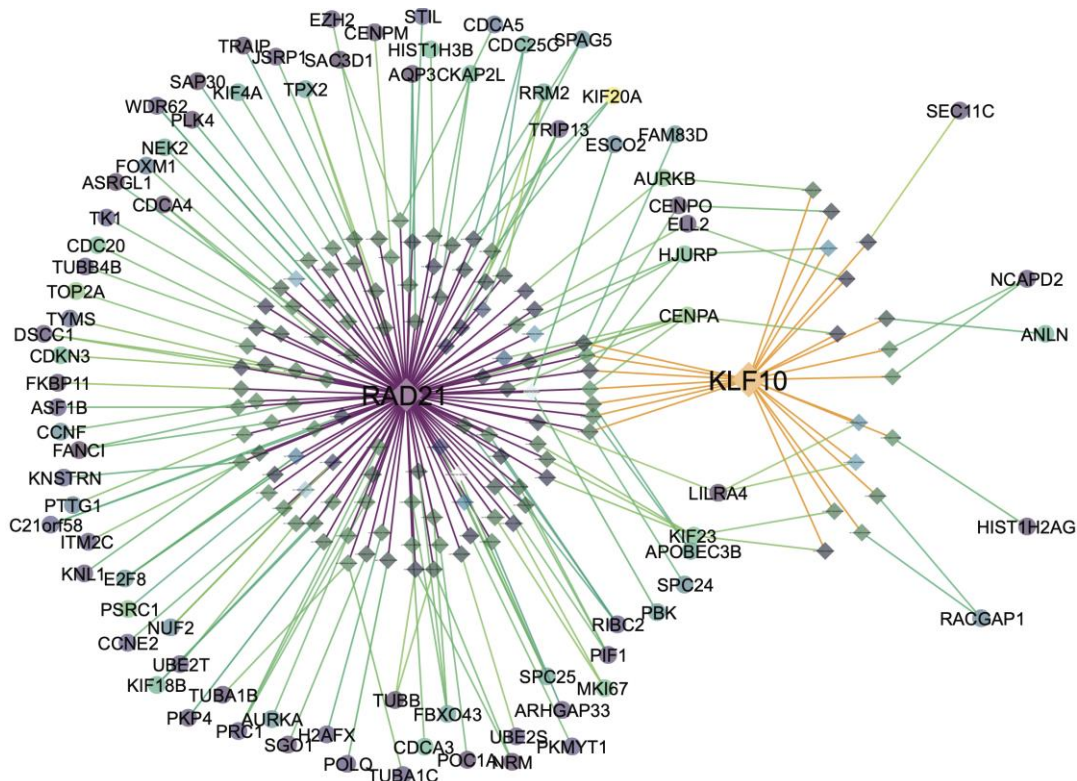 STIL
EZH2
CENPM
CDCA5
TRAIP
HIST1H3B
CDC25C
SPAG5
JSRP1
SAC3D1
AQP3
CKAP2L
SAP30
KIF4A
TPX2
RRM2
KIF20A
WDR62
PLK4
TRIP13
SEC11C
NEK2
ESCO2
FAM83D
FOXM1
ASRGL1
AURKB
CDCA4
CENPO
TK1
ELL2
CDC20
HJURP
TUBB4B
NCAPD2
TOP2A
TYMS
CENPA
DSCC1
ANLN
CDKN3
FKBP11
RAD21
KLF10
ASF1B
CCNF
FANCI
KNSTRN
LILRA4
PTTG1
C21orf58
HIST1H2AG
ITM2C
KIF23
APOBEC3B
KNL1
E2F8
SPC24
PSRC1
PBK
RACGAP1
NUF2
RIBC2
CCNE2
PIF1
UBE2T
SPC25
KIF18B
MKI67
TUBA1B
TUBB
PKP4
AURKA
FBXO43
ARHGAP33
PRC1
H2AFX
UBE2S
SGO1
CDCA3
PKMYT1
POLQ
POC1A
NRM
TUBA1C